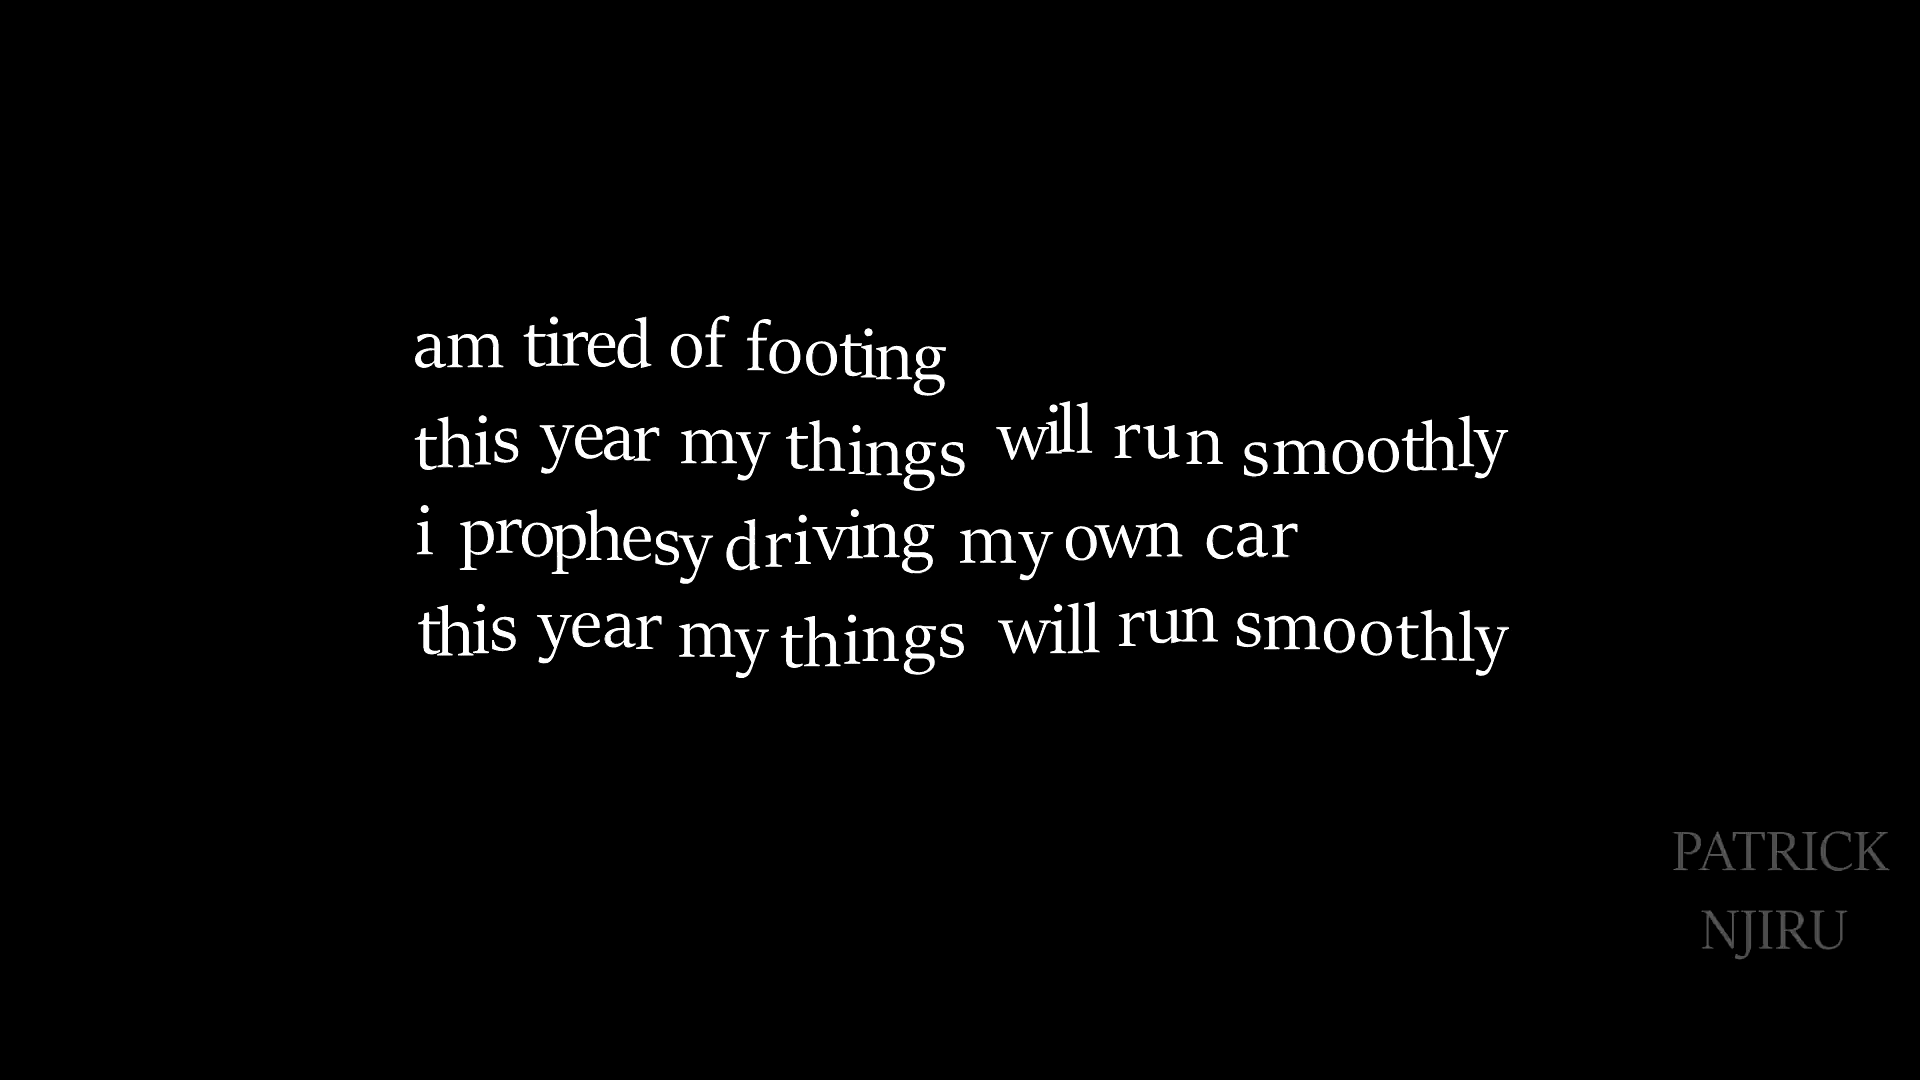 am tired of footing
this year my things will run smoothly
i prophesy driving my own car
this year my things will run smoothly
PATRICK
NJIRU